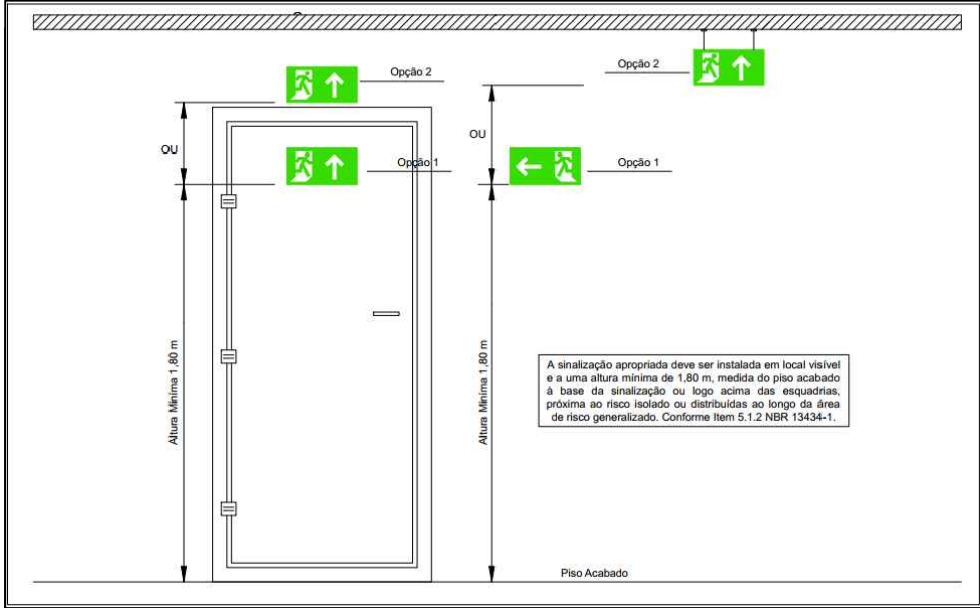 Opção 2
Opção 2
OU
OU
Opção 1
Opção 1
Altura Mínima 1,80 m
Altura Mínima 1,80 m
A sinalização apropriada deve ser instalada em local visível
e a uma altura mínima de 1,80 m, medida do piso acabado
à base da sinalização ou logo acima das esquadrias,
próxima ao risco isolado ou distribuídas ao longo da área
de risco generalizado. Conforme Item 5.1.2 NBR 13434-1.
Piso Acabado